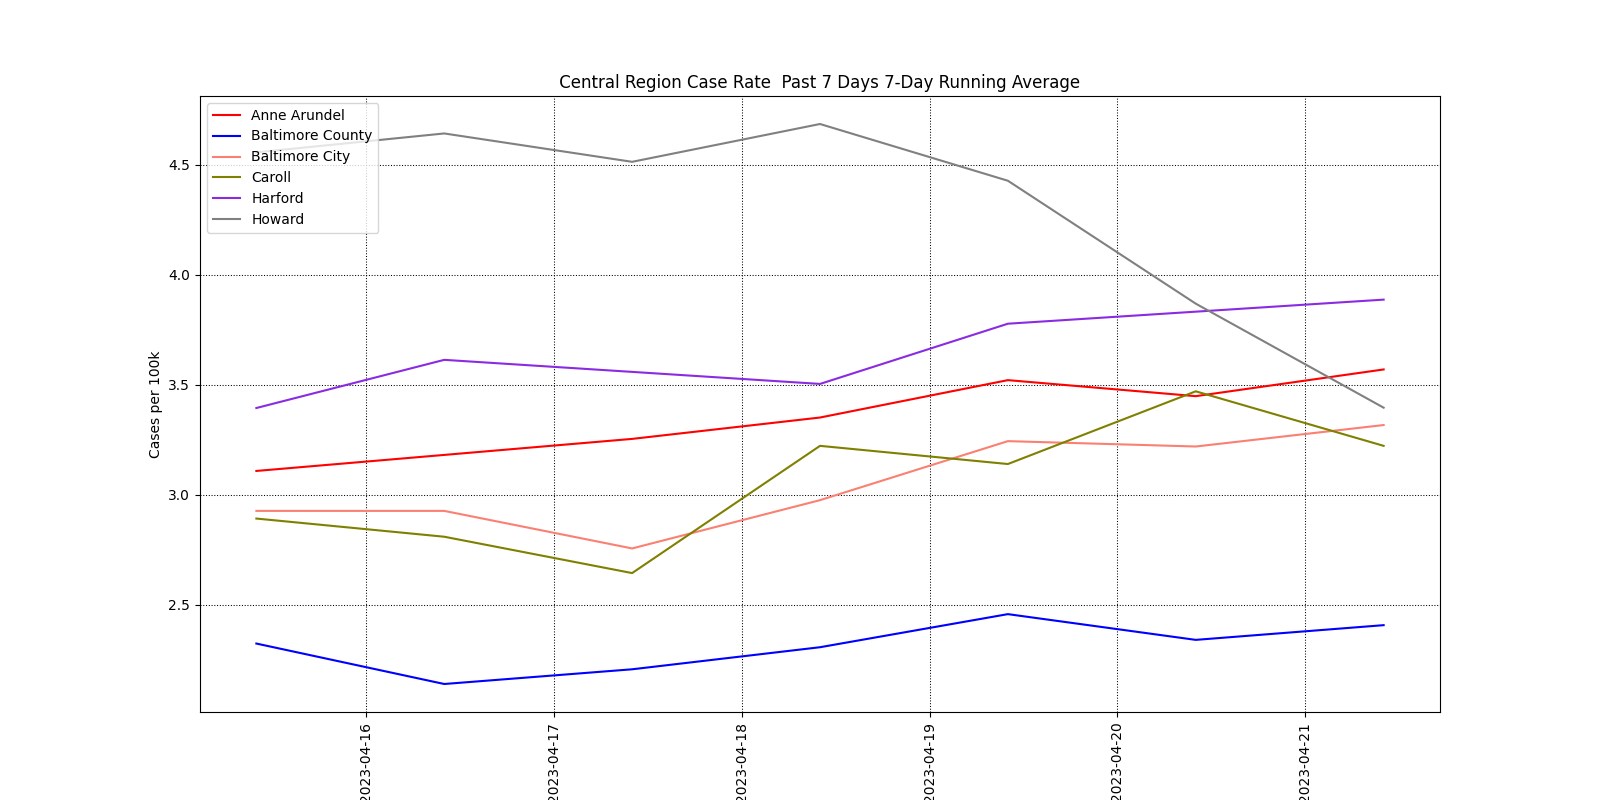 Central Region Case Rate  Past 7 Days 7-Day Running Average
Anne Arundel
Baltimore County
Baltimore City
Caroll
Harford
Howard
Cases per 100k
4.5
4.0
3.5
3.0
2.5
2023-04-16
2023-04-17
2023-04-18
2023-04-19
2023-04-20
2023-04-21